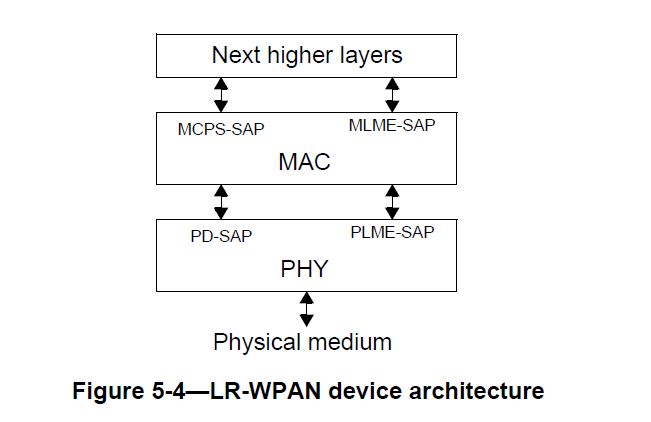 Next higher layers
MCPS-SAP MLME-SAP
MAC
PD-SAP PLME-SAP
PHY
Physical medium
Figure 5-4—LR-WPAN device architecture